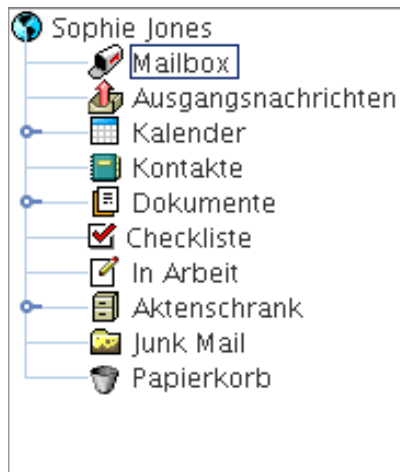 Sophie Jones
Mailbox
Ausgangsnachrichten
Kalender
Kontakte
Dokumente
Checkliste
In Arbeit
Aktenschrank
Junk Mail
Papierkorb